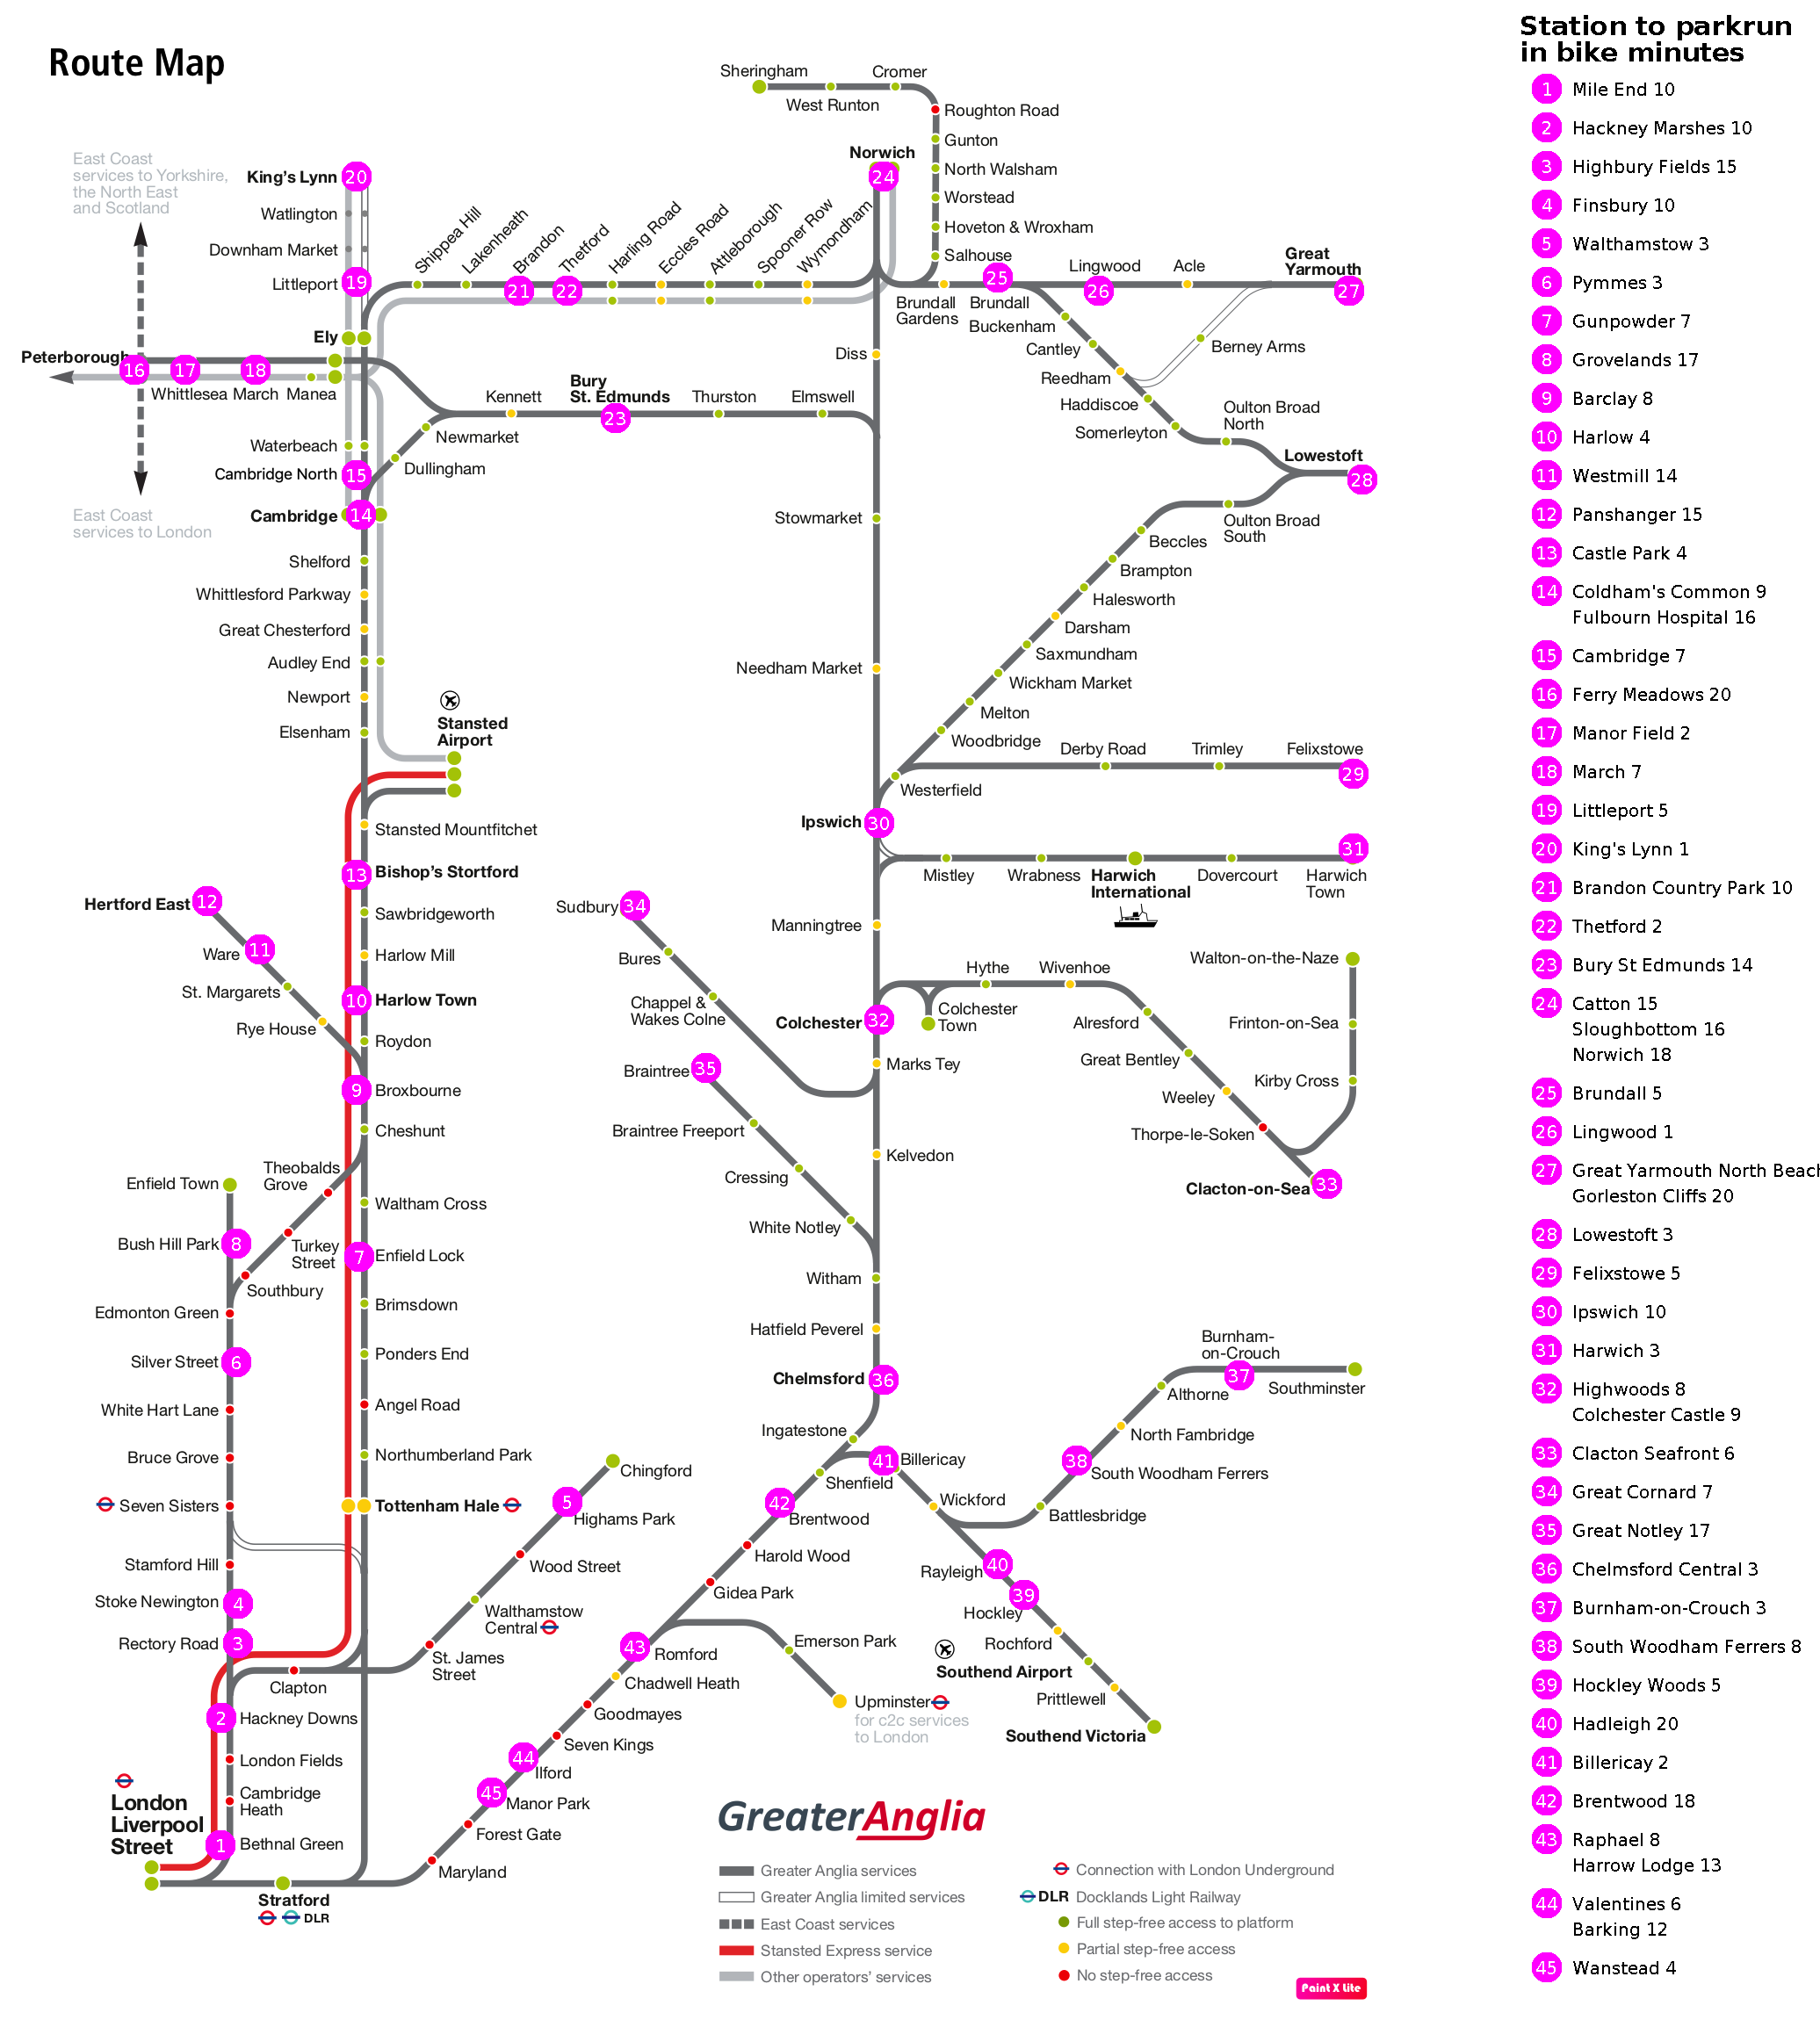 Route Map
Sheringham
Cromer
West Runton
Roughton Road
Gunton
North Walsham
Worstead
Hoveton & Wroxham
Salhouse
East Coast
services to Yorkshire,
the North East
and Scotland
King's Lynn
20
Watlington
Downham Market
Littleport
19
Ely
Norwich
24
Shippea Hill
Lakenheath
Brandon
Thetford
Harling Road
Eccles Road
Attleborough
Spooner Row
Wymondham
21
22
Brundall
Gardens
25
Brundall
Lingwood
26
Acle
Great
Yarmouth
27
Buckenham
Cantley
Reedham
Berney Arms
Haddiscoe
Somerleyton
Oulton Broad
North
Lowestoft
28
Oulton Broad
South
Beccles
Brampton
Halesworth
Darsham
Saxmundham
Wickham Market
Melton
Woodbridge
Westerfield
Peterborough
16
17
18
Whittlesea
March
Manea
East Coast
services to London
Diss
Kennett
Bury
St. Edmunds
23
Thurston
Elmswell
Newmarket
Dullingham
Waterbeach
Cambridge North
15
Cambridge
14
Shelford
Whittlesford Parkway
Great Chesterford
Audley End
Newport
Elsenham
Stansted
Airport
Stansted Mountfitchet
Bishop's Stortford
13
Sawbridgeworth
Harlow Mill
Harlow Town
10
Roydon
Broxbourne
9
Cheshunt
Hertford East
12
Ware
11
St. Margarets
Rye House
Stowmarket
Needham Market
Derby Road
Trimley
Felixstowe
29
Ipswich
30
Mistley
Wrabness
Harwich
International
Dovercourt
31
Harwich
Town
Manningtree
Sudbury
34
Bures
Chappel &
Wakes Colne
Colchester
32
Colchester
Town
Hythe
Wivenhoe
Alresford
Great Bentley
Weeley
Thorpe-le-Soken
Walton-on-the-Naze
Frinton-on-Sea
Kirby Cross
Clacton-on-Sea
33
Marks Tey
Braintree
35
Braintree Freeport
Cressing
White Notley
Kelvedon
Witham
Hatfield Peverel
Chelmsford
36
Ingatestone
Shenfield
Theobalds
Grove
Turkey
Street
Southbury
Enfield Town
Bush Hill Park
8
Edmonton Green
Silver Street
6
White Hart Lane
Bruce Grove
Seven Sisters
Stamford Hill
Stoke Newington
4
Rectory Road
3
Clapton
2
Hackney Downs
London Fields
Cambridge
Heath
1
Bethnal Green
London
Liverpool
Street
Stratford
DLR
Waltham Cross
7
Enfield Lock
Brimsdown
Ponders End
Angel Road
Northumberland Park
Tottenham Hale
Chingford
5
Highams Park
Wood Street
Walthamstow
Central
St. James
Street
Maryland
Forest Gate
45
Manor Park
44
Ilford
Seven Kings
Goodmayes
Chadwell Heath
43
Romford
Gidea Park
Harold Wood
42
Brentwood
Emerson Park
Upminster
for c2c services
to London
41
Billericay
Wickford
Battlesbridge
38
South Woodham Ferrers
North Fambridge
Althorne
Burnham-
on-Crouch
37
Southminster
Rayleigh
40
Hockley
39
Rochford
Southend Airport
Prittlewell
Southend Victoria
GreaterAnglia
Greater Anglia services
Greater Anglia limited services
East Coast services
Stansted Express service
Other operators' services
Connection with London Underground
DLR Docklands Light Railway
Full step-free access to platform
Partial step-free access
No step-free access
Paint X Lite
Station to parkrun
in bike minutes
1 Mile End 10
2 Hackney Marshes 10
3 Highbury Fields 15
4 Finsbury 10
5 Walthamstow 3
6 Pymmes 3
7 Gunpowder 7
8 Grovelands 17
9 Barclay 8
10 Harlow 4
11 Westmill 14
12 Panshanger 15
13 Castle Park 4
14 Coldham's Common 9
Fulbourn Hospital 16
15 Cambridge 7
16 Ferry Meadows 20
17 Manor Field 2
18 March 7
19 Littleport 5
20 King's Lynn 1
21 Brandon Country Park 10
22 Thetford 2
23 Bury St Edmunds 14
24 Catton 15
Sloughbottom 16
Norwich 18
25 Brundall 5
26 Lingwood 1
27 Great Yarmouth North Beach
Gorleston Cliffs 20
28 Lowestoft 3
29 Felixstowe 5
30 Ipswich 10
31 Harwich 3
32 Highwoods 8
Colchester Castle 9
33 Clacton Seafront 6
34 Great Cornard 7
35 Great Notley 17
36 Chelmsford Central 3
37 Burnham-on-Crouch 3
38 South Woodham Ferrers 8
39 Hockley Woods 5
40 Hadleigh 20
41 Billericay 2
42 Brentwood 18
43 Raphael 8
Harrow Lodge 13
44 Valentines 6
Barking 12
45 Wanstead 4